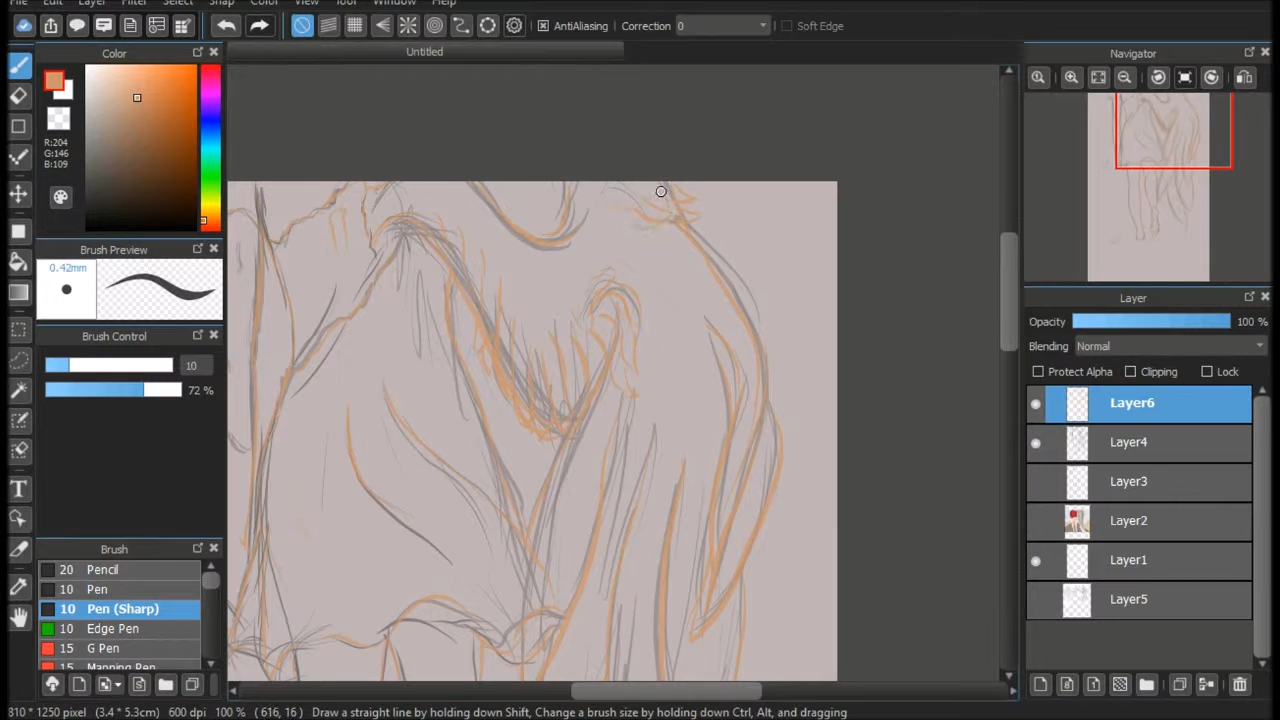 File Edit Layer Filter Select Snap Color View Tool Window Help
AntiAliasing Correction 0 Soft Edge
Color
Untitled
Navigator
R:204
G:146
B:109
Brush Preview
0.42mm
Layer
Opacity 100 %
Brush Control
Blending Normal
10
Protect Alpha Clipping Lock
72 %
Layer6
Layer4
Layer3
Layer2
Layer1
Layer5
Brush
20 Pencil
10 Pen
10 Pen (Sharp)
10 Edge Pen
15 G Pen
15 Mapping Pen
810 * 1250 pixel (3.4 * 5.3cm) 600 dpi 100 % ( 616, 16 ) Draw a straight line by holding down Shift, Change a brush size by holding down Ctrl, Alt, and dragging